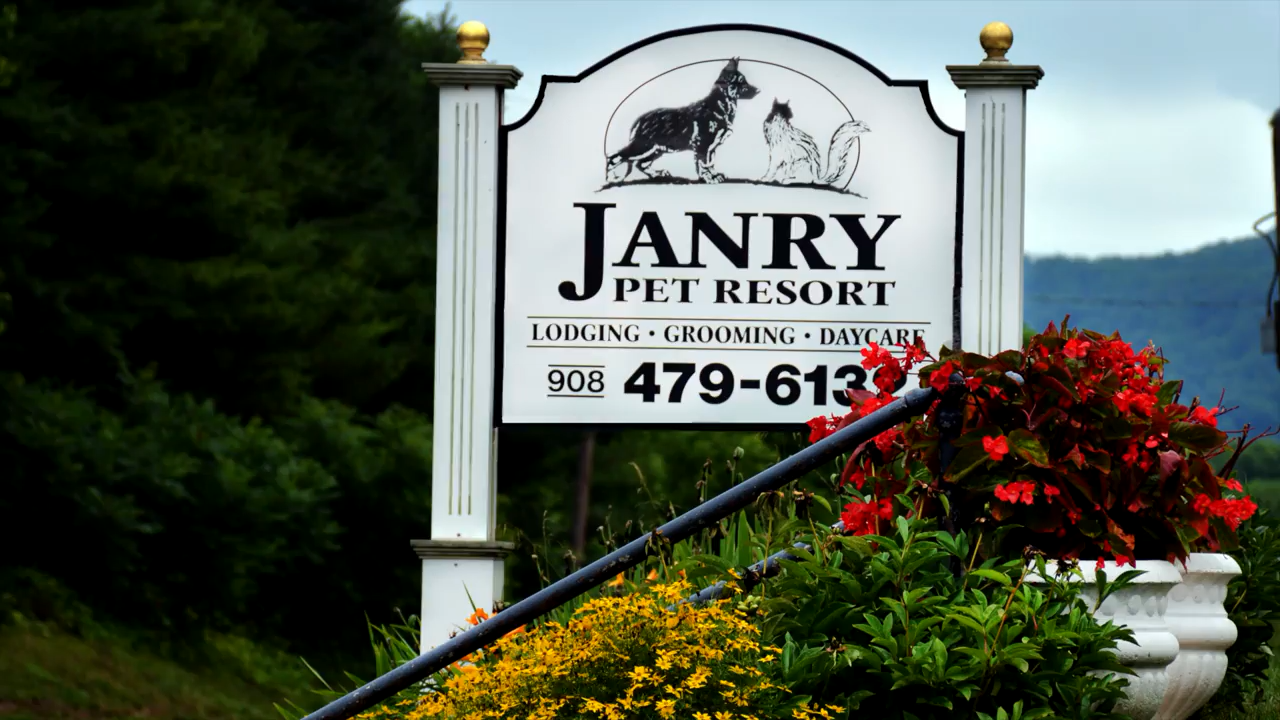 JANRY
PET RESORT
LODGING • GROOMING • DAYCARE
908 479-613